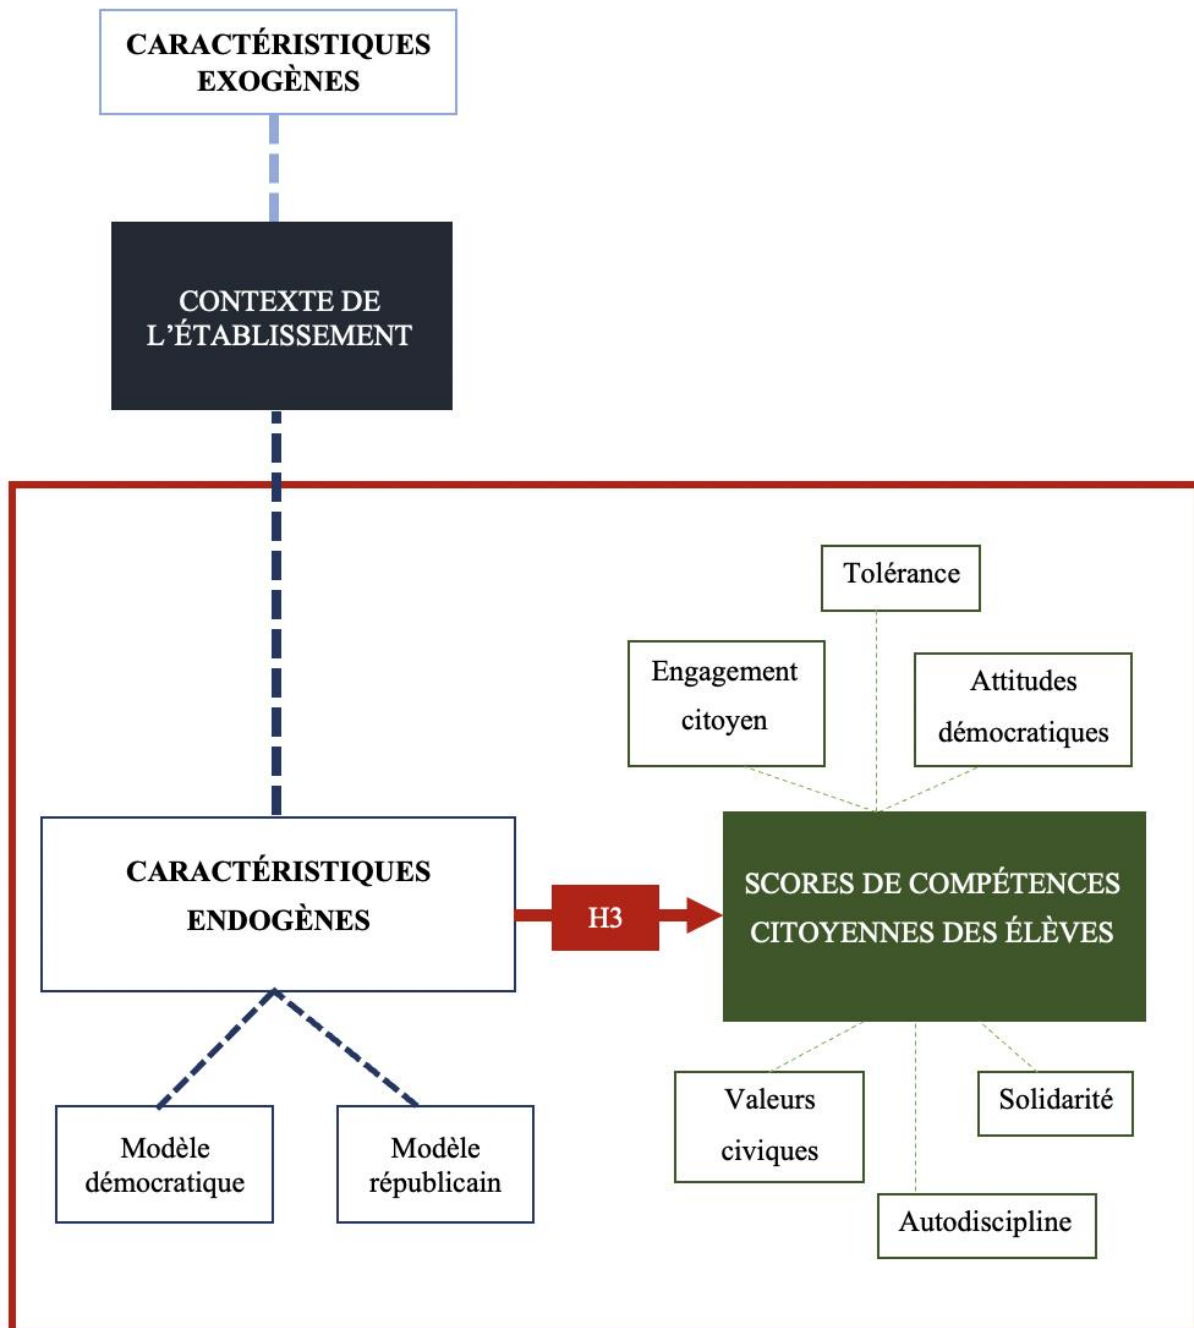 CARACTÉRISTIQUES
EXOGÈNES
CONTEXTE DE
L’ÉTABLISSEMENT
Tolérance
Engagement
citoyen
Attitudes
démocratiques
CARACTÉRISTIQUES
ENDOGÈNES
H3
SCORES DE COMPÉTENCES
CITOYENNES DES ÉLÈVES
Modèle
démocratique
Modèle
républicain
Valeurs
civiques
Solidarité
Autodiscipline